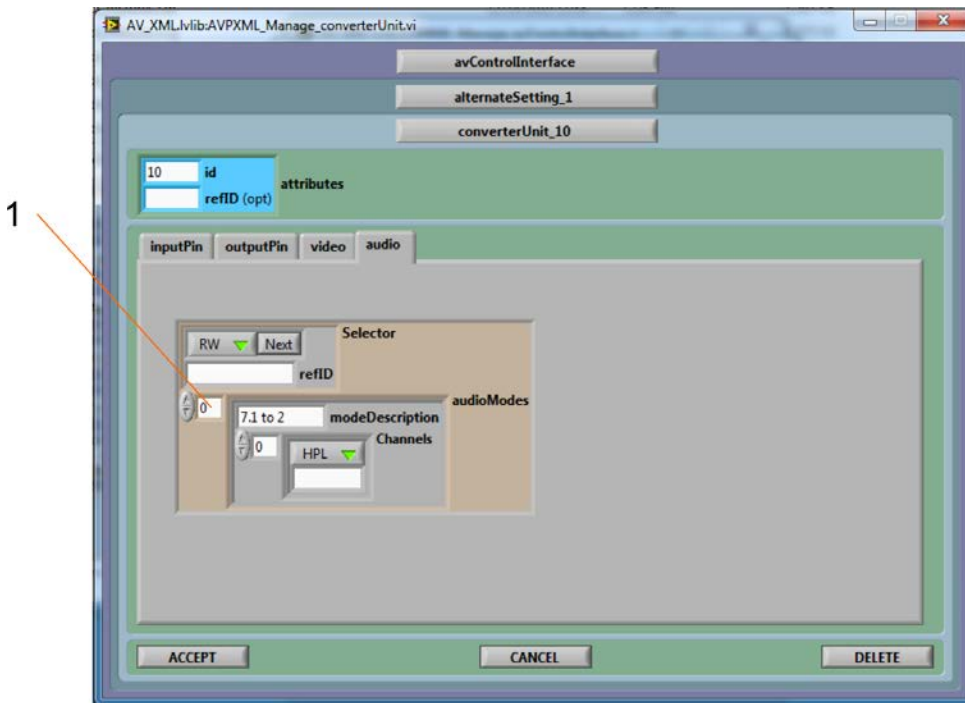 AV_XML.lvlib:AVPXML_Manage_converterUnit.vi
avControlInterface
alternateSetting_1
converterUnit_10
10 id
refID (opt)
attributes
1
inputPin outputPin video audio
Selector
RW Next
refID
0
audioModes
7.1 to 2 modeDescription
Channels
0
HPL
ACCEPT CANCEL DELETE